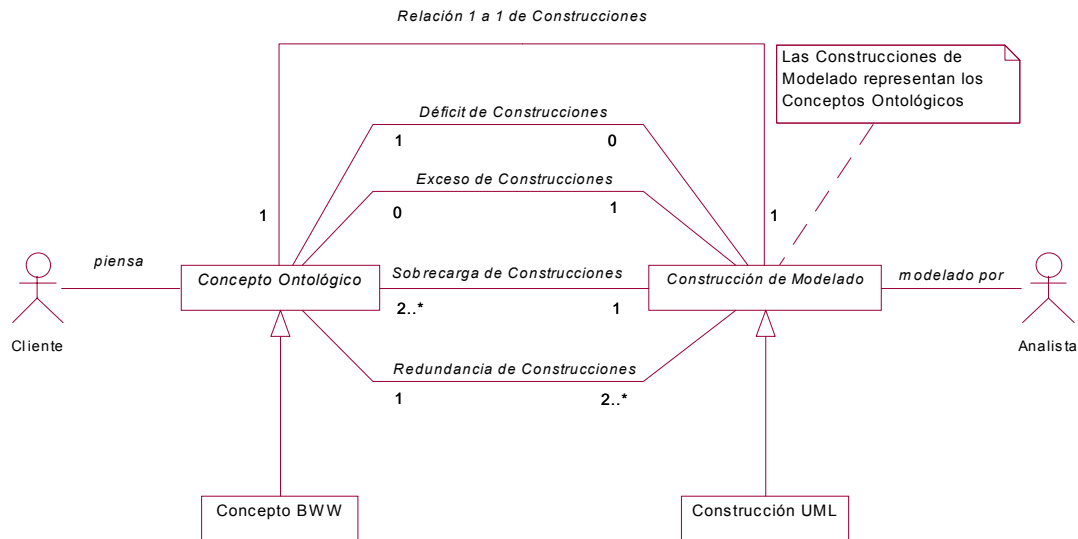 Relación 1 a 1 de Construcciones
Las Construcciones de
Modelado representan los
Conceptos Ontológicos
Déficit de Construcciones
1 0
Exceso de Construcciones
0 1
1 1
piensa
Concepto Ontológico
Sobrecarga de Construcciones
Construcción de Modelado
modelado por
2..* 1
Cliente
Analista
Redundancia de Construcciones
1 2..*
Concepto BWW
Construcción UML